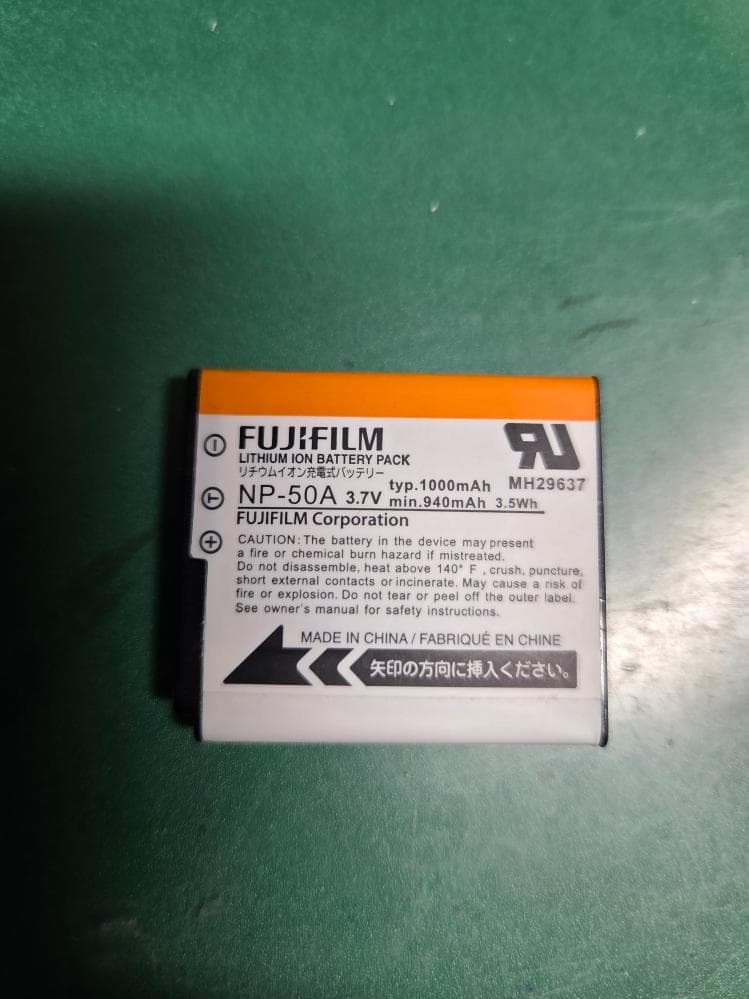 FUJIFILM
LITHIUM ION BATTERY PACK
リチウムイオン充電式バッテリー
MH29637
NP-50A 3.7V typ.1000mAh min.940mAh 3.5Wh
FUJIFILM Corporation
CAUTION: The battery in the device may present
a fire or chemical burn hazard if mistreated.
Do not disassemble, heat above 140° F , crush, puncture,
short external contacts or incinerate. May cause a risk of
fire or explosion. Do not tear or peel off the outer label.
See owner's manual for safety instructions.
MADE IN CHINA / FABRIQUÉ EN CHINE
矢印の方向に挿入ください。